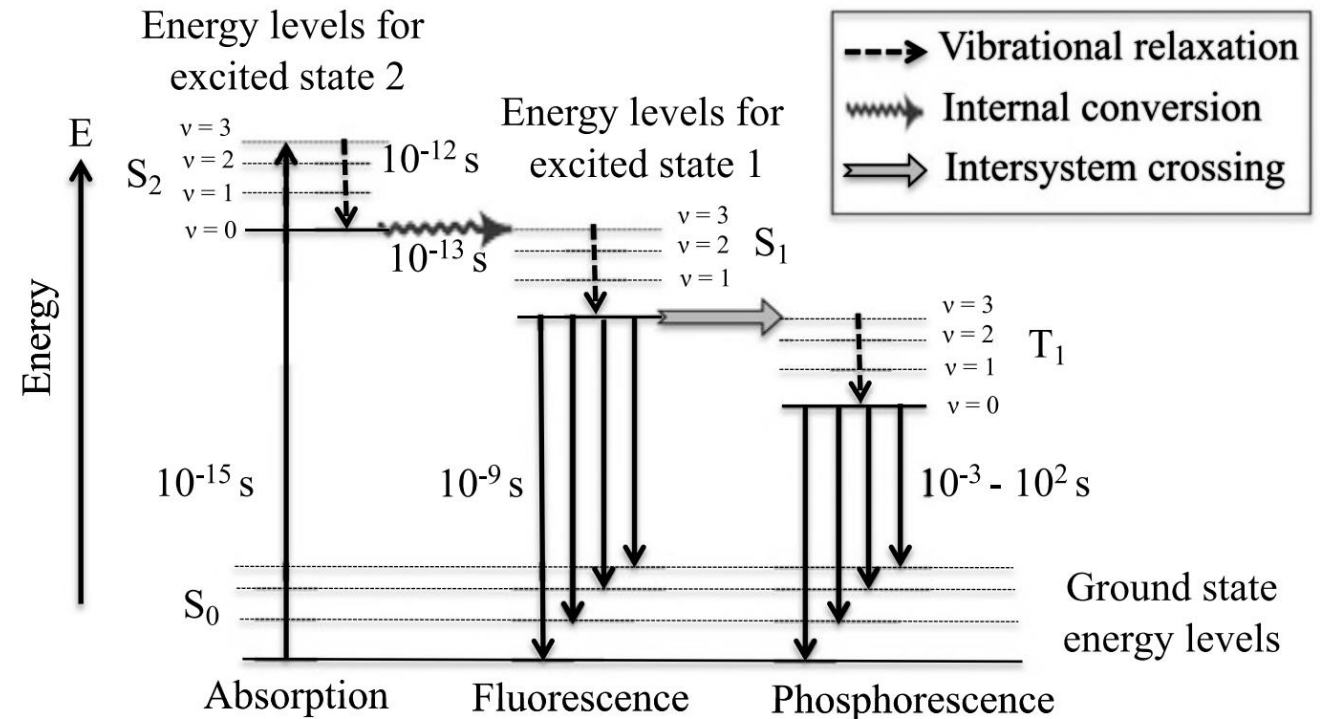 Energy levels for
excited state 2
Energy levels for
excited state 1
Vibrational relaxation
Internal conversion
Intersystem crossing
E
Energy
S₂
ν = 3
ν = 2
ν = 1
ν = 0
10⁻¹² s
10⁻¹³ s
ν = 3
ν = 2
ν = 1
S₁
ν = 3
ν = 2
ν = 1
ν = 0
T₁
10⁻¹⁵ s
10⁻⁹ s
10⁻³ - 10² s
S₀
Ground state
energy levels
Absorption
Fluorescence
Phosphorescence